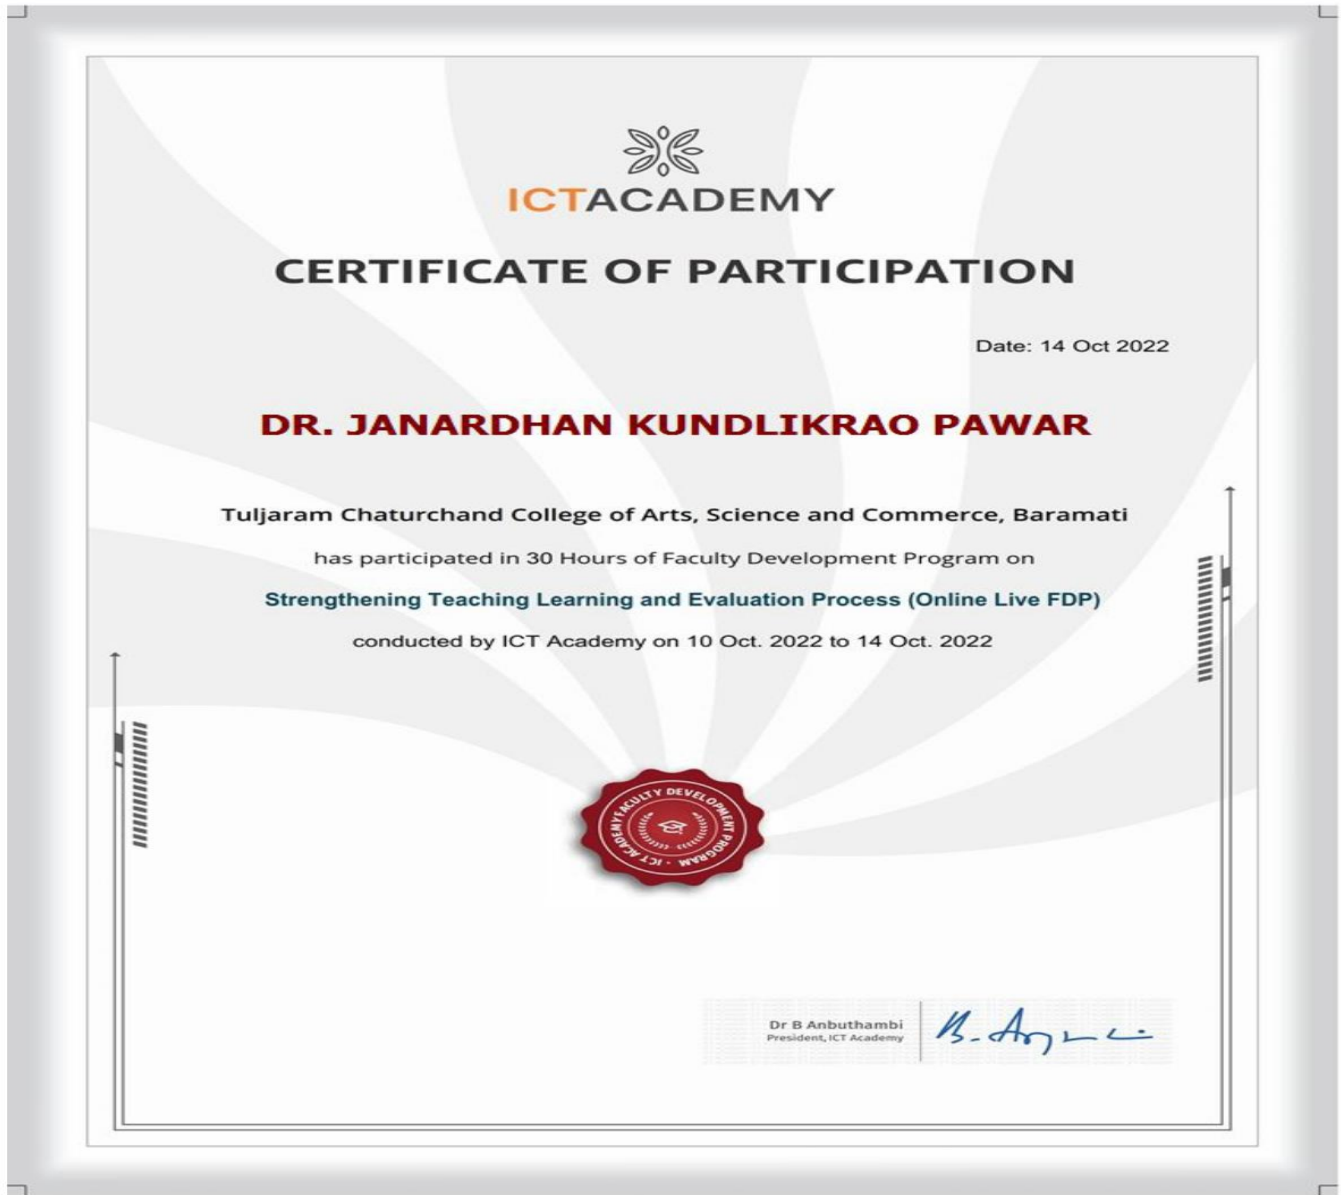 ICTACADEMY
CERTIFICATE OF PARTICIPATION
Date: 14 Oct 2022
DR. JANARDHAN KUNDLIKRAO PAWAR
Tuljaram Chaturchand College of Arts, Science and Commerce, Baramati
has participated in 30 Hours of Faculty Development Program on
Strengthening Teaching Learning and Evaluation Process (Online Live FDP)
conducted by ICT Academy on 10 Oct. 2022 to 14 Oct. 2022
FACULTY DEVELOPMENT PROGRAM - ICT ACADEMY
Dr B Anbuthambi
President, ICT Academy